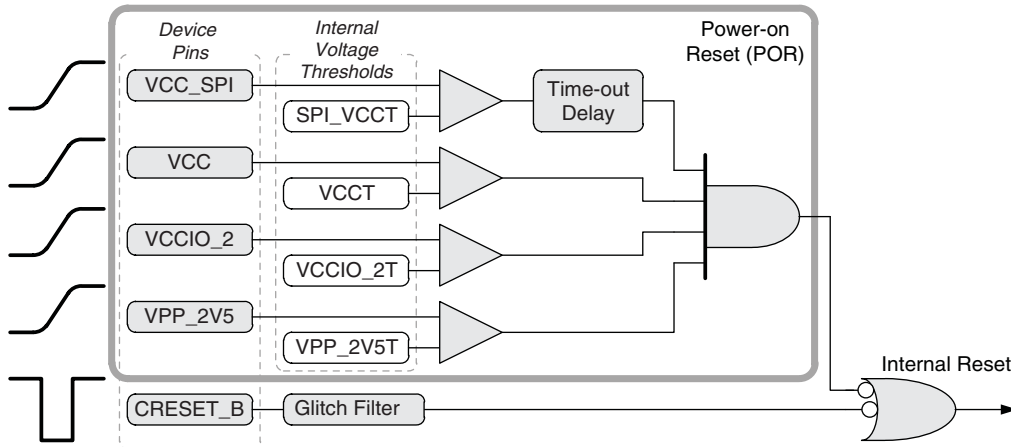 Device
Pins
Internal
Voltage
Thresholds
Power-on
Reset (POR)
VCC_SPI
SPI_VCCT
Time-out
Delay
VCC
VCCT
VCCIO_2
VCCIO_2T
VPP_2V5
VPP_2V5T
Internal Reset
CRESET_B
Glitch Filter